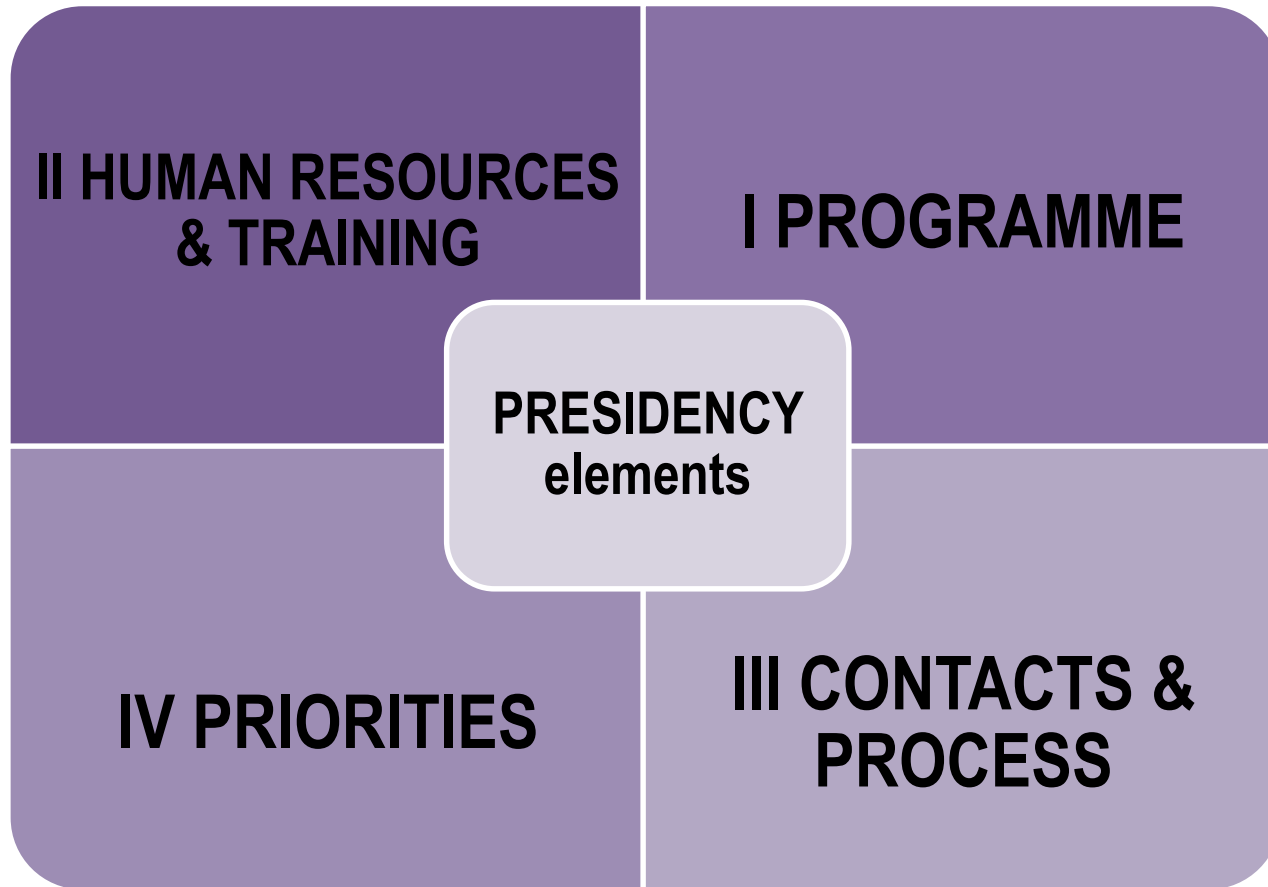 II HUMAN RESOURCES
& TRAINING
I PROGRAMME
PRESIDENCY
elements
IV PRIORITIES
III CONTACTS &
PROCESS